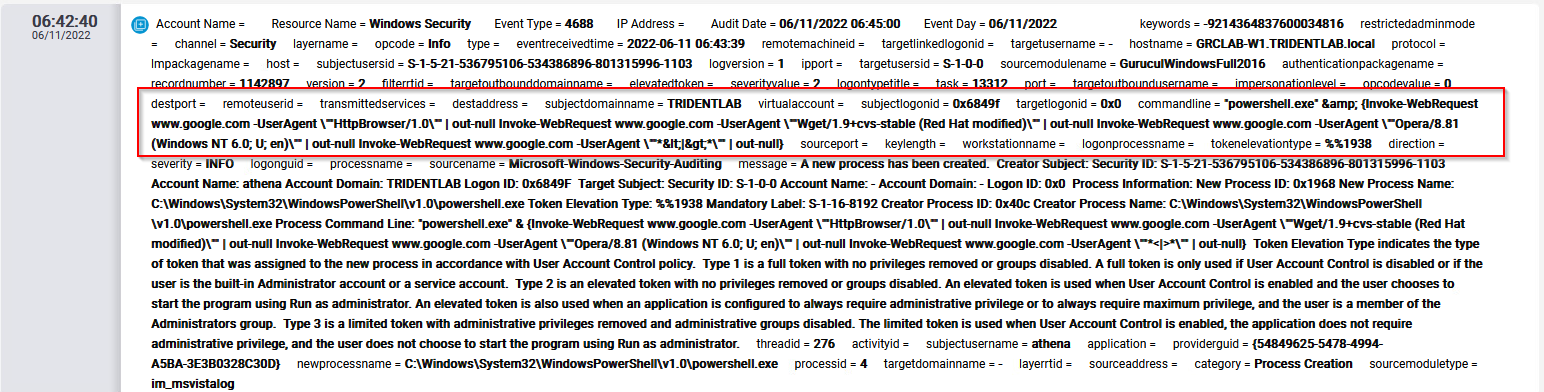 06:42:40
06/11/2022
Account Name = Resource Name = Windows Security Event Type = 4688 IP Address = Audit Date = 06/11/2022 06:45:00 Event Day = 06/11/2022 keywords = -9214364837600034816 restrictedadminmode
= channel = Security layername = opcode = Info type = eventreceivedtime = 2022-06-11 06:43:39 remotemachineid = targetlinkedlogonid = targetusername = - hostname = GRCLAB-W1.TRIDENTLAB.local protocol =
lmpackagename = host = subjectusersid = S-1-5-21-536795106-534386896-801315996-1103 logversion = 1 ipport = targetusersid = S-1-0-0 sourcemodulename = GuruculWindowsFull2016 authenticationpackagename =
recordnumber = 1142897 version = 2 filtertid = targetoutbounddomainname = elevatedtoken = severityvalue = 2 logontypetitle = task = 13312 port = targetoutboundusername = impersonationlevel = opcodevalue = 0
destport = remoteuserid = transmittedservices = destaddress = subjectdomainname = TRIDENTLAB virtualaccount = subjectlogonid = 0x6849f targetlogonid = 0x0 commandline = "powershell.exe" &amp; {Invoke-WebRequest
www.google.com -UserAgent \""HttpBrowser/1.0\"" | out-null Invoke-WebRequest www.google.com -UserAgent \""Wget/1.9+cvs-stable (Red Hat modified)\"" | out-null Invoke-WebRequest www.google.com -UserAgent \""Opera/8.81
(Windows NT 6.0; U; en)\"" | out-null Invoke-WebRequest www.google.com -UserAgent \""*&lt;|&gt;*\"" | out-null} sourceport = keylength = workstationname = logonprocessname = tokenelevationtype = %%1938 direction =
severity = INFO logonguid = processname = sourcename = Microsoft-Windows-Security-Auditing message = A new process has been created. Creator Subject: Security ID: S-1-5-21-536795106-534386896-801315996-1103
Account Name: athena Account Domain: TRIDENTLAB Logon ID: 0x6849F Target Subject: Security ID: S-1-0-0 Account Name: - Account Domain: - Logon ID: 0x0 Process Information: New Process ID: 0x1968 New Process Name:
C:\Windows\System32\WindowsPowerShell\v1.0\powershell.exe Token Elevation Type: %%1938 Mandatory Label: S-1-16-8192 Creator Process ID: 0x40c Creator Process Name: C:\Windows\System32\WindowsPowerShell
\v1.0\powershell.exe Process Command Line: "powershell.exe" & {Invoke-WebRequest www.google.com -UserAgent \""HttpBrowser/1.0\"" | out-null Invoke-WebRequest www.google.com -UserAgent \""Wget/1.9+cvs-stable (Red Hat
modified)\"" | out-null Invoke-WebRequest www.google.com -UserAgent \""Opera/8.81 (Windows NT 6.0; U; en)\"" | out-null Invoke-WebRequest www.google.com -UserAgent \""*<|>*\"" | out-null} Token Elevation Type indicates the type
of token that was assigned to the new process in accordance with User Account Control policy. Type 1 is a full token with no privileges removed or groups disabled. A full token is only used if User Account Control is disabled or if the
user is the built-in Administrator account or a service account. Type 2 is an elevated token with no privileges removed or groups disabled. An elevated token is used when User Account Control is enabled and the user chooses to
start the program using Run as administrator. An elevated token is also used when an application is configured to always require administrative privilege or to always require maximum privilege, and the user is a member of the
Administrators group. Type 3 is a limited token with administrative privileges removed and administrative groups disabled. The limited token is used when User Account Control is enabled, the application does not require
administrative privilege, and the user does not choose to start the program using Run as administrator. threadid = 276 activityid = subjectusername = athena application = providerguid = {54849625-5478-4994-
A5BA-3E3B0328C30D} newprocessname = C:\Windows\System32\WindowsPowerShell\v1.0\powershell.exe processid = 4 targetdomainname = - layerrtid = sourceaddress = category = Process Creation sourcemoduletype =
im_msvistalog